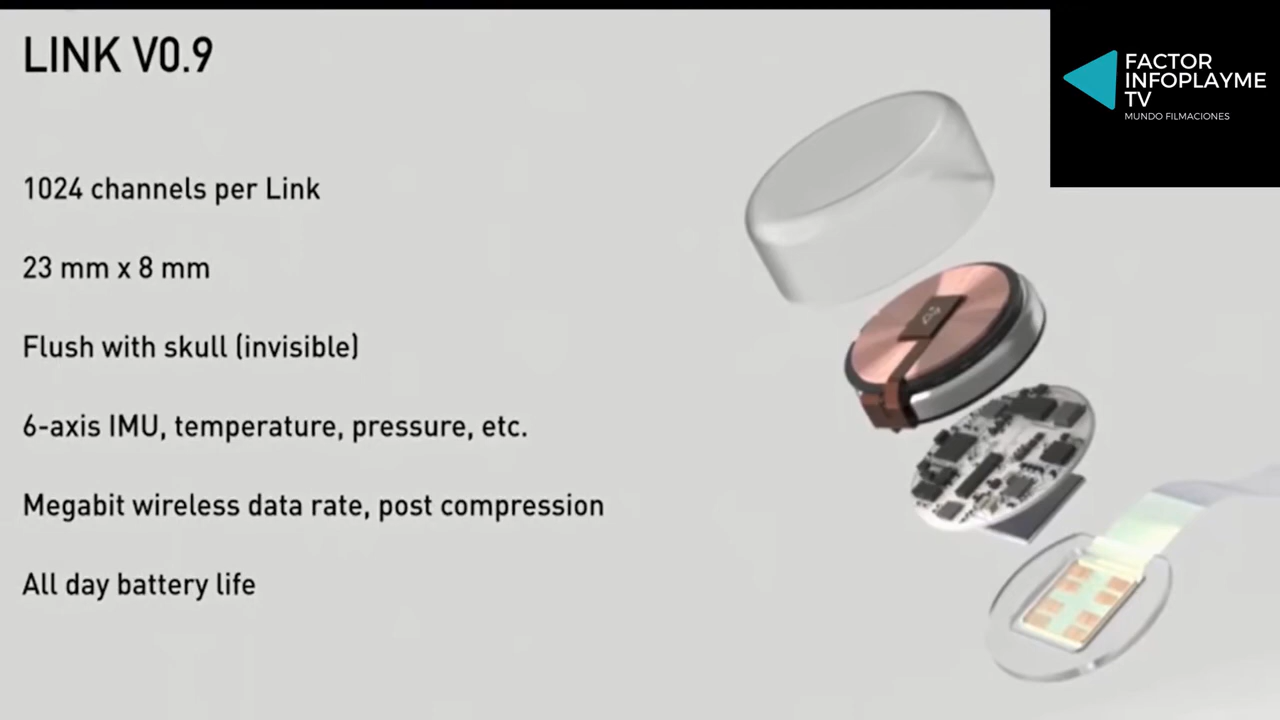 LINK V0.9
1024 channels per Link
23 mm x 8 mm
Flush with skull (invisible)
6-axis IMU, temperature, pressure, etc.
Megabit wireless data rate, post compression
All day battery life
FACTOR
INFOPLAYME
TV
MUNDO FILMACIONES